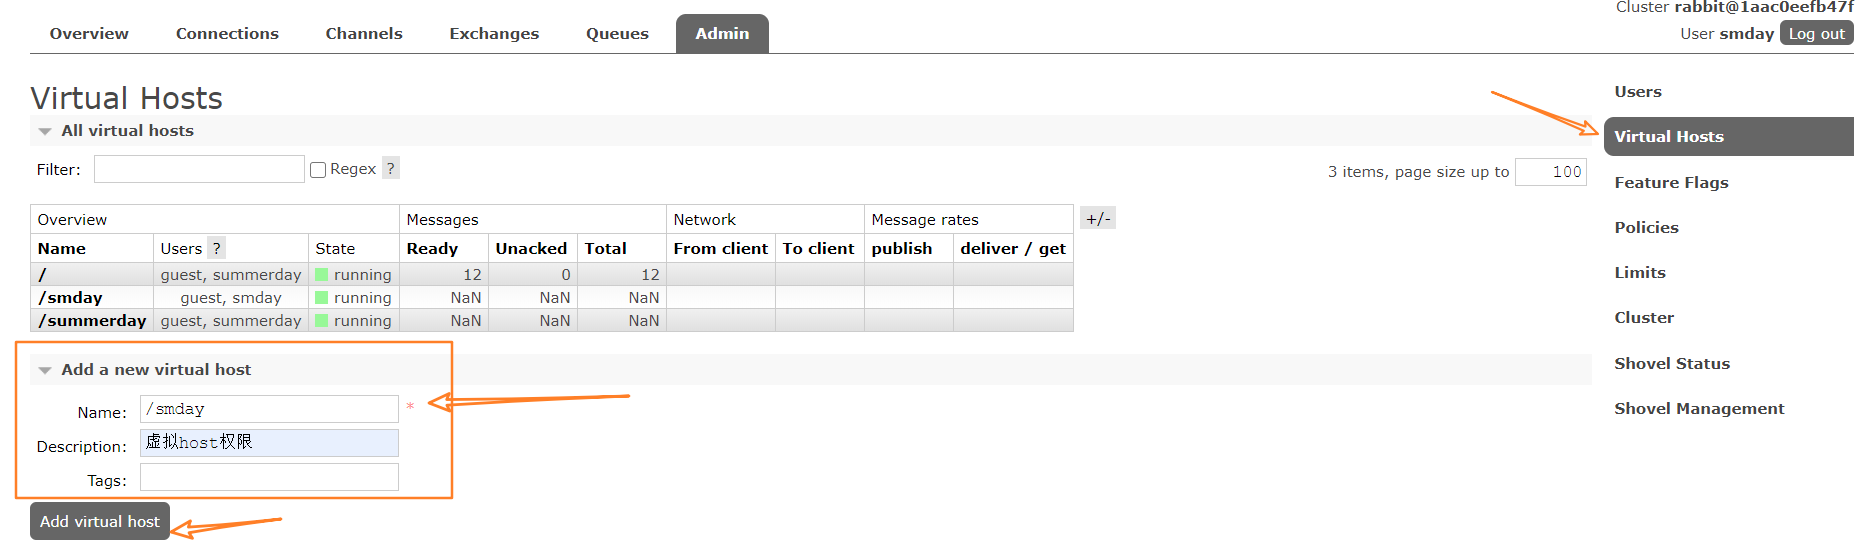 Cluster rabbit@1aac0eefb47f
Overview Connections Channels Exchanges Queues Admin
User smday Log out
Virtual Hosts
All virtual hosts
Filter: Regex ?
3 items, page size up to 100
Overview Messages Network Message rates +/-
Name Users ? State Ready Unacked Total From client To client publish deliver / get
/ guest, summerday running 12 0 12
/smday guest, smday running NaN NaN NaN
/summerday guest, summerday running NaN NaN NaN
Add a new virtual host
Name: /smday *
Description: 虚拟host权限
Tags:
Add virtual host
Users
Virtual Hosts
Feature Flags
Policies
Limits
Cluster
Shovel Status
Shovel Management